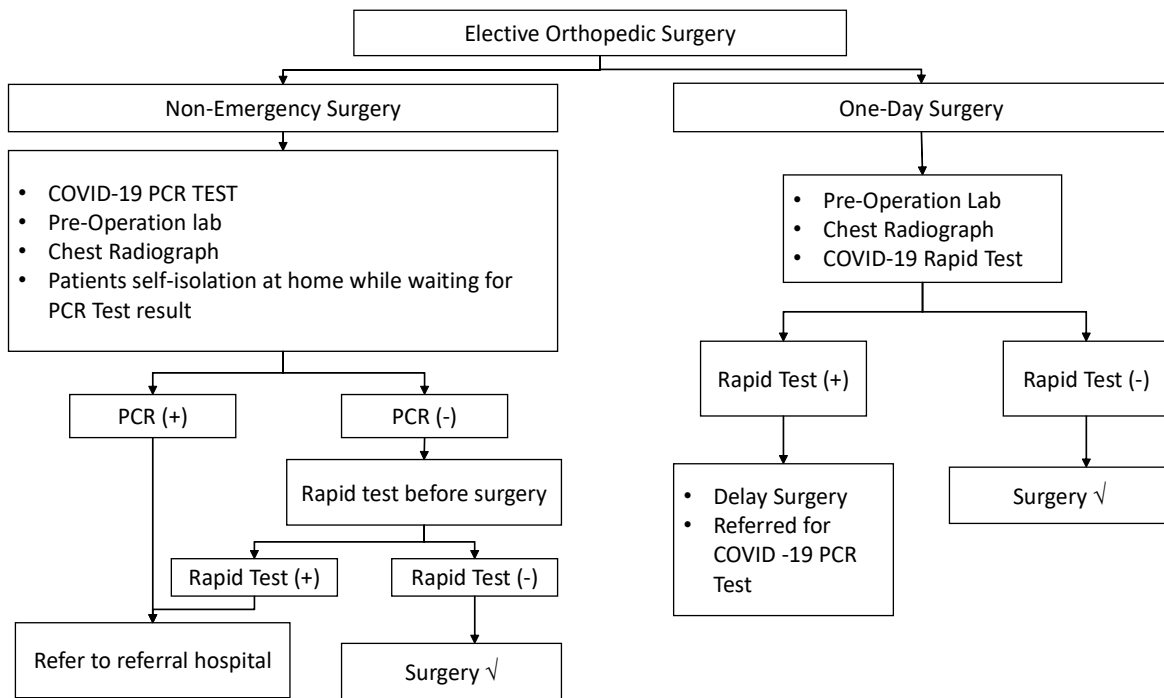 Elective Orthopedic Surgery
Non-Emergency Surgery
One-Day Surgery
• COVID-19 PCR TEST
• Pre-Operation lab
• Chest Radiograph
• Patients self-isolation at home while waiting for
PCR Test result
• Pre-Operation Lab
• Chest Radiograph
• COVID-19 Rapid Test
PCR (+)
PCR (-)
Rapid test before surgery
Rapid Test (+)
Rapid Test (-)
Refer to referral hospital
Surgery √
Rapid Test (+)
Rapid Test (-)
• Delay Surgery
• Referred for
COVID -19 PCR
Test
Surgery √